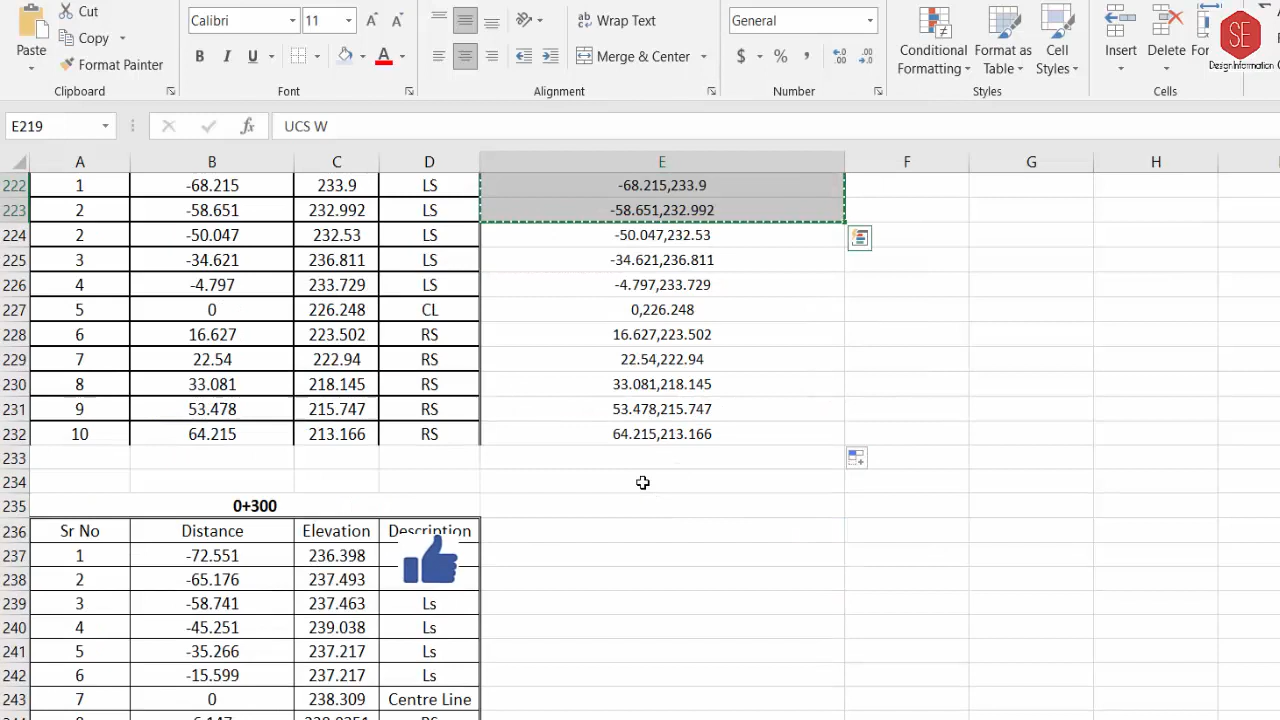 Cut
Copy
Format Painter
Paste
Clipboard
Calibri 11 A A
B I U A
Font
Wrap Text
Merge & Center
Alignment
General
$ % ,
Number
Conditional Formatting
Format as Table
Cell Styles
Styles
Insert Delete For
Cells
SE
Design Information
E219 fx UCS W
A B C D E F G H
222 1 -68.215 233.9 LS -68.215,233.9
223 2 -58.651 232.992 LS -58.651,232.992
224 2 -50.047 232.53 LS -50.047,232.53
225 3 -34.621 236.811 LS -34.621,236.811
226 4 -4.797 233.729 LS -4.797,233.729
227 5 0 226.248 CL 0,226.248
228 6 16.627 223.502 RS 16.627,223.502
229 7 22.54 222.94 RS 22.54,222.94
230 8 33.081 218.145 RS 33.081,218.145
231 9 53.478 215.747 RS 53.478,215.747
232 10 64.215 213.166 RS 64.215,213.166
233
234
235 0+300
236 Sr No Distance Elevation Description
237 1 -72.551 236.398
238 2 -65.176 237.493
239 3 -58.741 237.463 Ls
240 4 -45.251 239.038 Ls
241 5 -35.266 237.217 Ls
242 6 -15.599 237.217 Ls
243 7 0 238.309 Centre Line